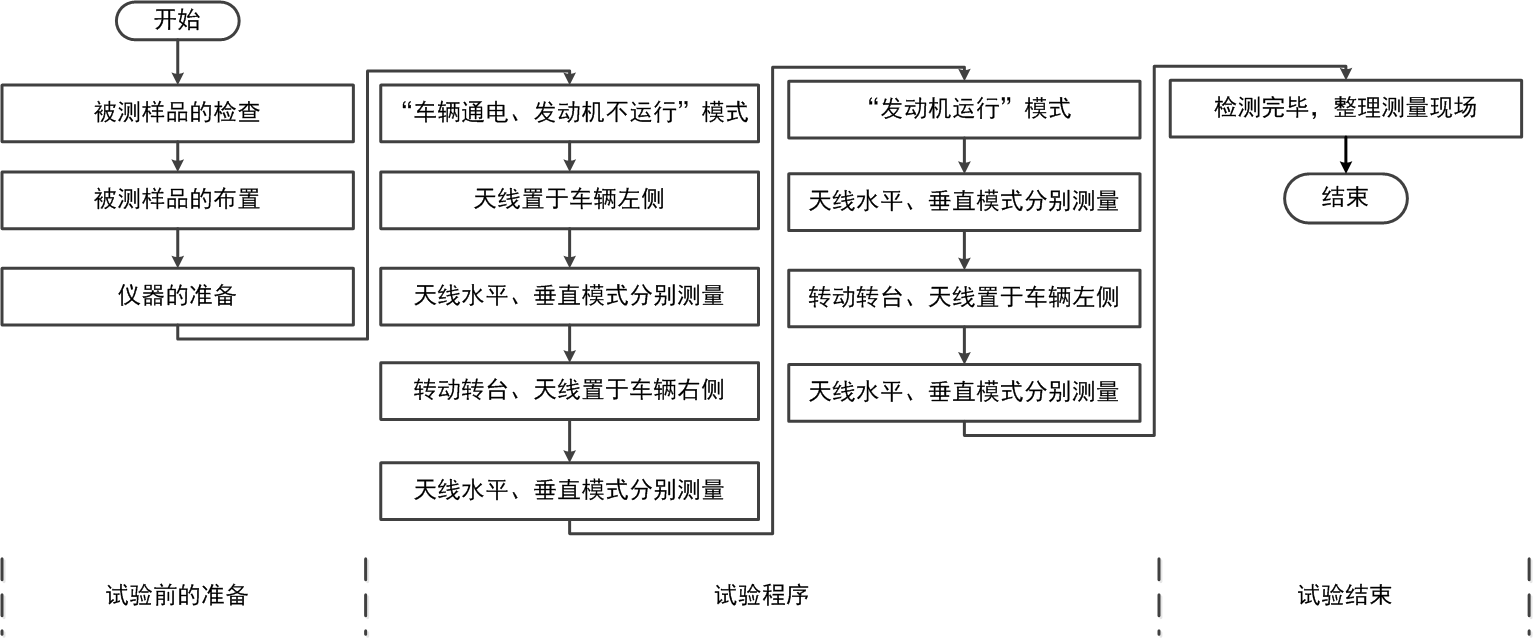 开始
被测样品的检查
被测样品的布置
仪器的准备
“车辆通电、发动机不运行”模式
天线置于车辆左侧
天线水平、垂直模式分别测量
转动转台、天线置于车辆右侧
天线水平、垂直模式分别测量
“发动机运行”模式
天线水平、垂直模式分别测量
转动转台、天线置于车辆左侧
天线水平、垂直模式分别测量
检测完毕，整理测量现场
结束
试验前的准备
试验程序
试验结束